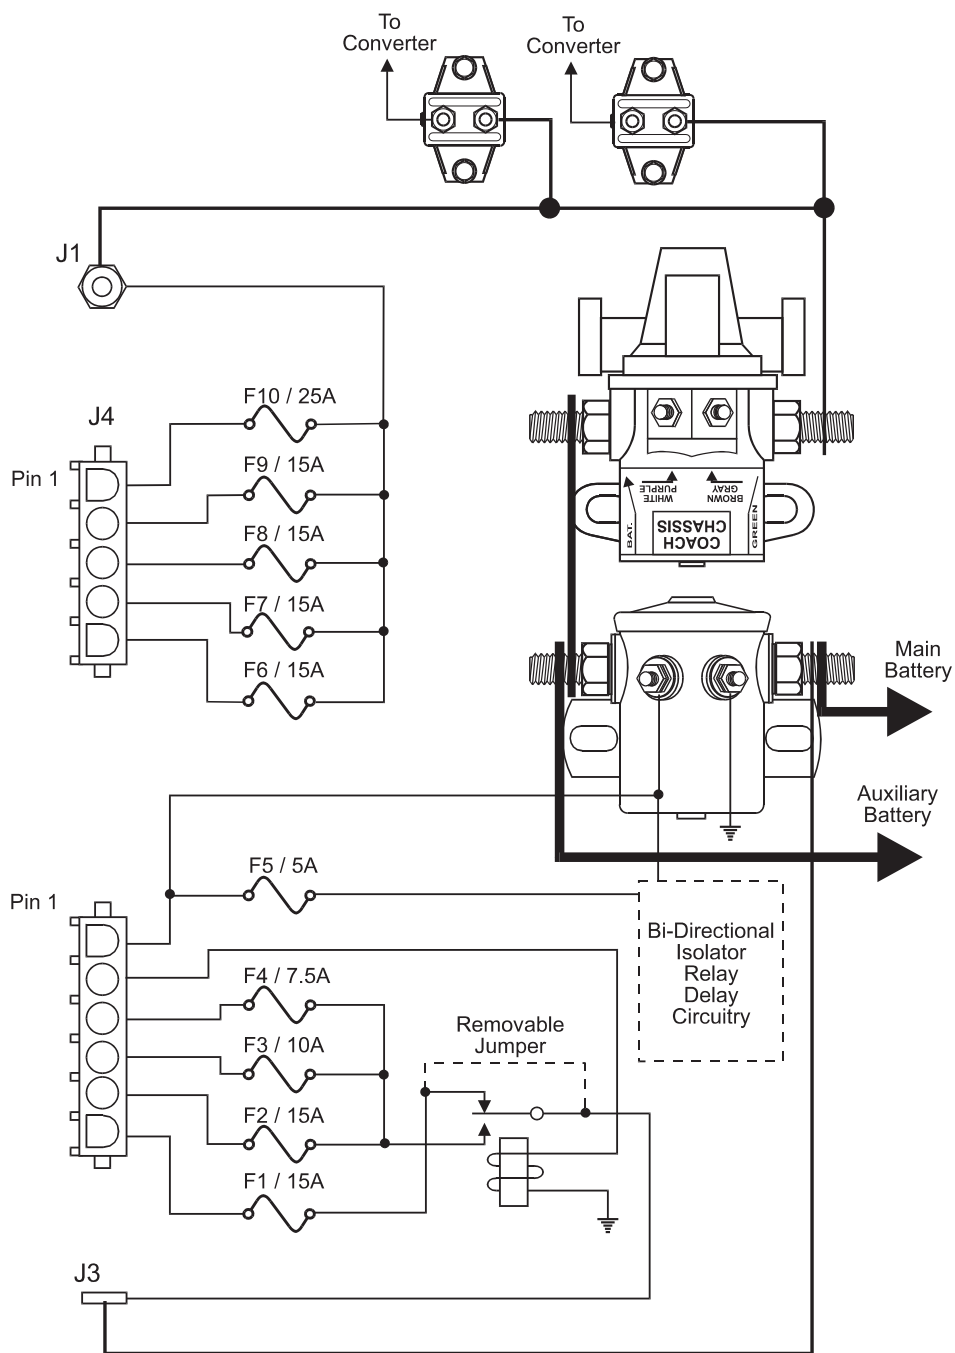 To
Converter
To
Converter
J1
F10 / 25A
J4
F9 / 15A
Pin 1
F8 / 15A
F7 / 15A
F6 / 15A
WHITE
PURPLE
BROWN
GRAY
BAT.
COACH
CHASSIS
GREEN
Main
Battery
Auxiliary
Battery
F5 / 5A
Pin 1
Bi-Directional
Isolator
Relay
Delay
Circuitry
F4 / 7.5A
Removable
Jumper
F3 / 10A
F2 / 15A
F1 / 15A
J3